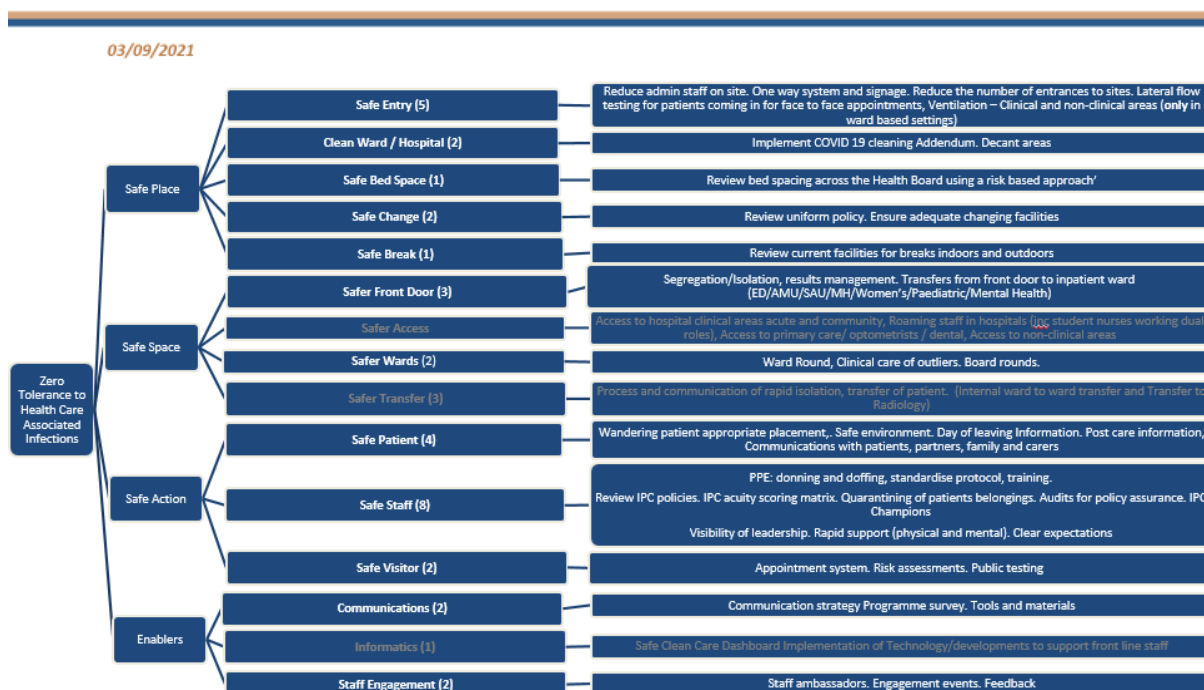 03/09/2021
Zero
Tolerance to
Health Care
Associated
Infections
Safe Place
Safe Entry (5)
Reduce admin staff on site. One way system and signage. Reduce the number of entrances to sites. Lateral flow
testing for patients coming in for face to face appointments, Ventilation – Clinical and non-clinical areas (only in
ward based settings)
Clean Ward / Hospital (2)
Implement COVID 19 cleaning Addendum. Decant areas
Safe Bed Space (1)
Review bed spacing across the Health Board using a risk based approach’
Safe Change (2)
Review uniform policy. Ensure adequate changing facilities
Safe Break (1)
Review current facilities for breaks indoors and outdoors
Safe Space
Safer Front Door (3)
Segregation/Isolation, results management. Transfers from front door to inpatient ward
(ED/AMU/SAU/MH/Women’s/Paediatric/Mental Health)
Safer Access
Access to hospital clinical areas acute and community, Roaming staff in hospitals (inc student nurses working dual
roles), Access to primary care/ optometrists / dental, Access to non-clinical areas
Safer Wards (2)
Ward Round, Clinical care of outliers. Board rounds.
Safer Transfer (3)
Process and communication of rapid isolation, transfer of patient. (Internal ward to ward transfer and Transfer to
Radiology)
Safe Action
Safe Patient (4)
Wandering patient appropriate placement,. Safe environment. Day of leaving Information. Post care information,
Communications with patients, partners, family and carers
Safe Staff (8)
PPE: donning and doffing, standardise protocol, training.
Review IPC policies. IPC acuity scoring matrix. Quarantining of patients belongings. Audits for policy assurance. IPC
Champions
Visibility of leadership. Rapid support (physical and mental). Clear expectations
Safe Visitor (2)
Appointment system. Risk assessments. Public testing
Enablers
Communications (2)
Communication strategy Programme survey. Tools and materials
Informatics (1)
Safe Clean Care Dashboard Implementation of Technology/developments to support front line staff
Staff Engagement (2)
Staff ambassadors. Engagement events. Feedback